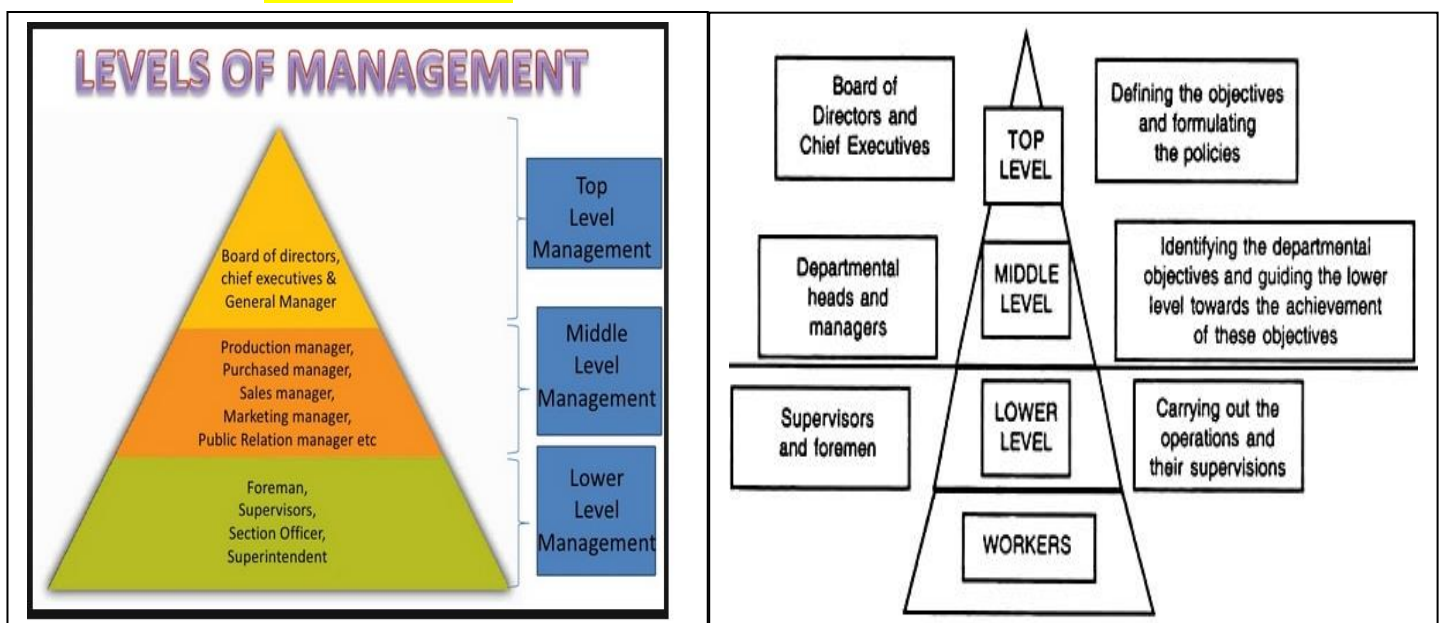 LEVELS OF MANAGEMENT
Board of directors,
chief executives &
General Manager
Top
Level
Management
Production manager,
Purchased manager,
Sales manager,
Marketing manager,
Public Relation manager etc
Middle
Level
Management
Foreman,
Supervisors,
Section Officer,
Superintendent
Lower
Level
Management
Board of
Directors and
Chief Executives
TOP
LEVEL
Defining the objectives
and formulating
the policies
Departmental
heads and
managers
MIDDLE
LEVEL
Identifying the departmental
objectives and guiding the lower
level towards the achievement
of these objectives
Supervisors
and foremen
LOWER
LEVEL
Carrying out the
operations and
their supervisions
WORKERS